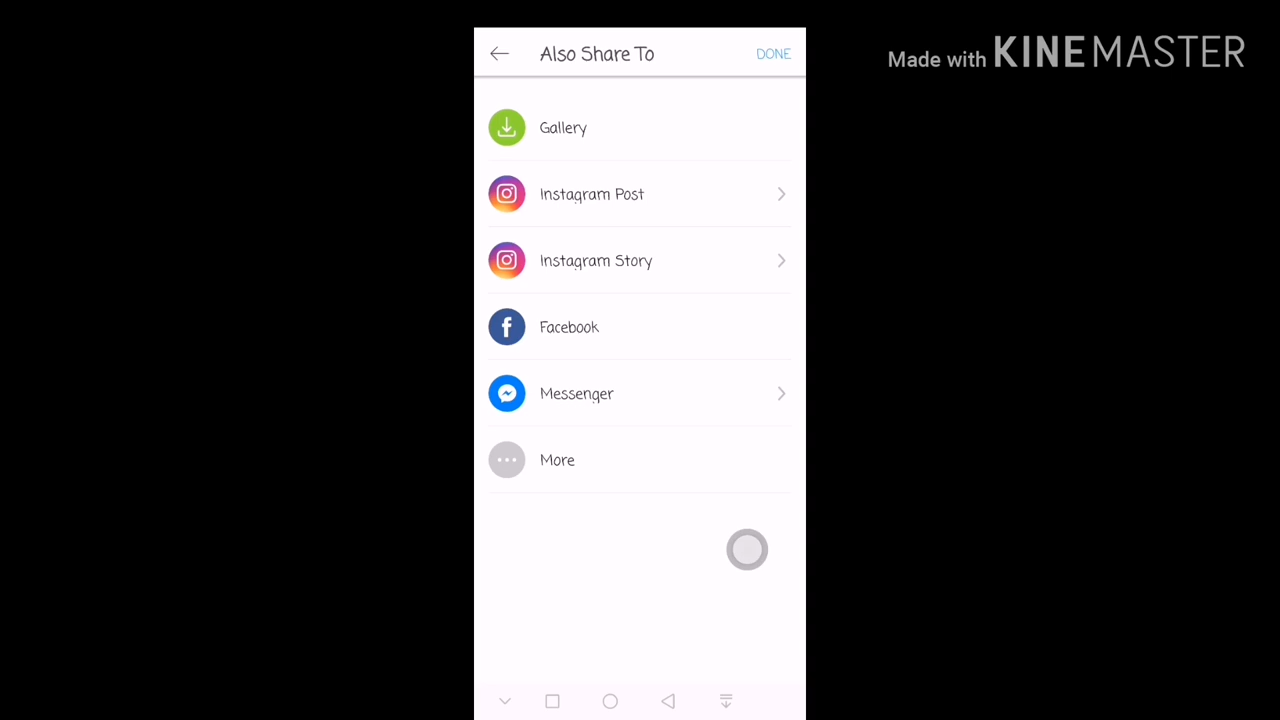 Also Share To
DONE
Made with KINEMASTER
Gallery
Instagram Post
Instagram Story
Facebook
Messenger
More